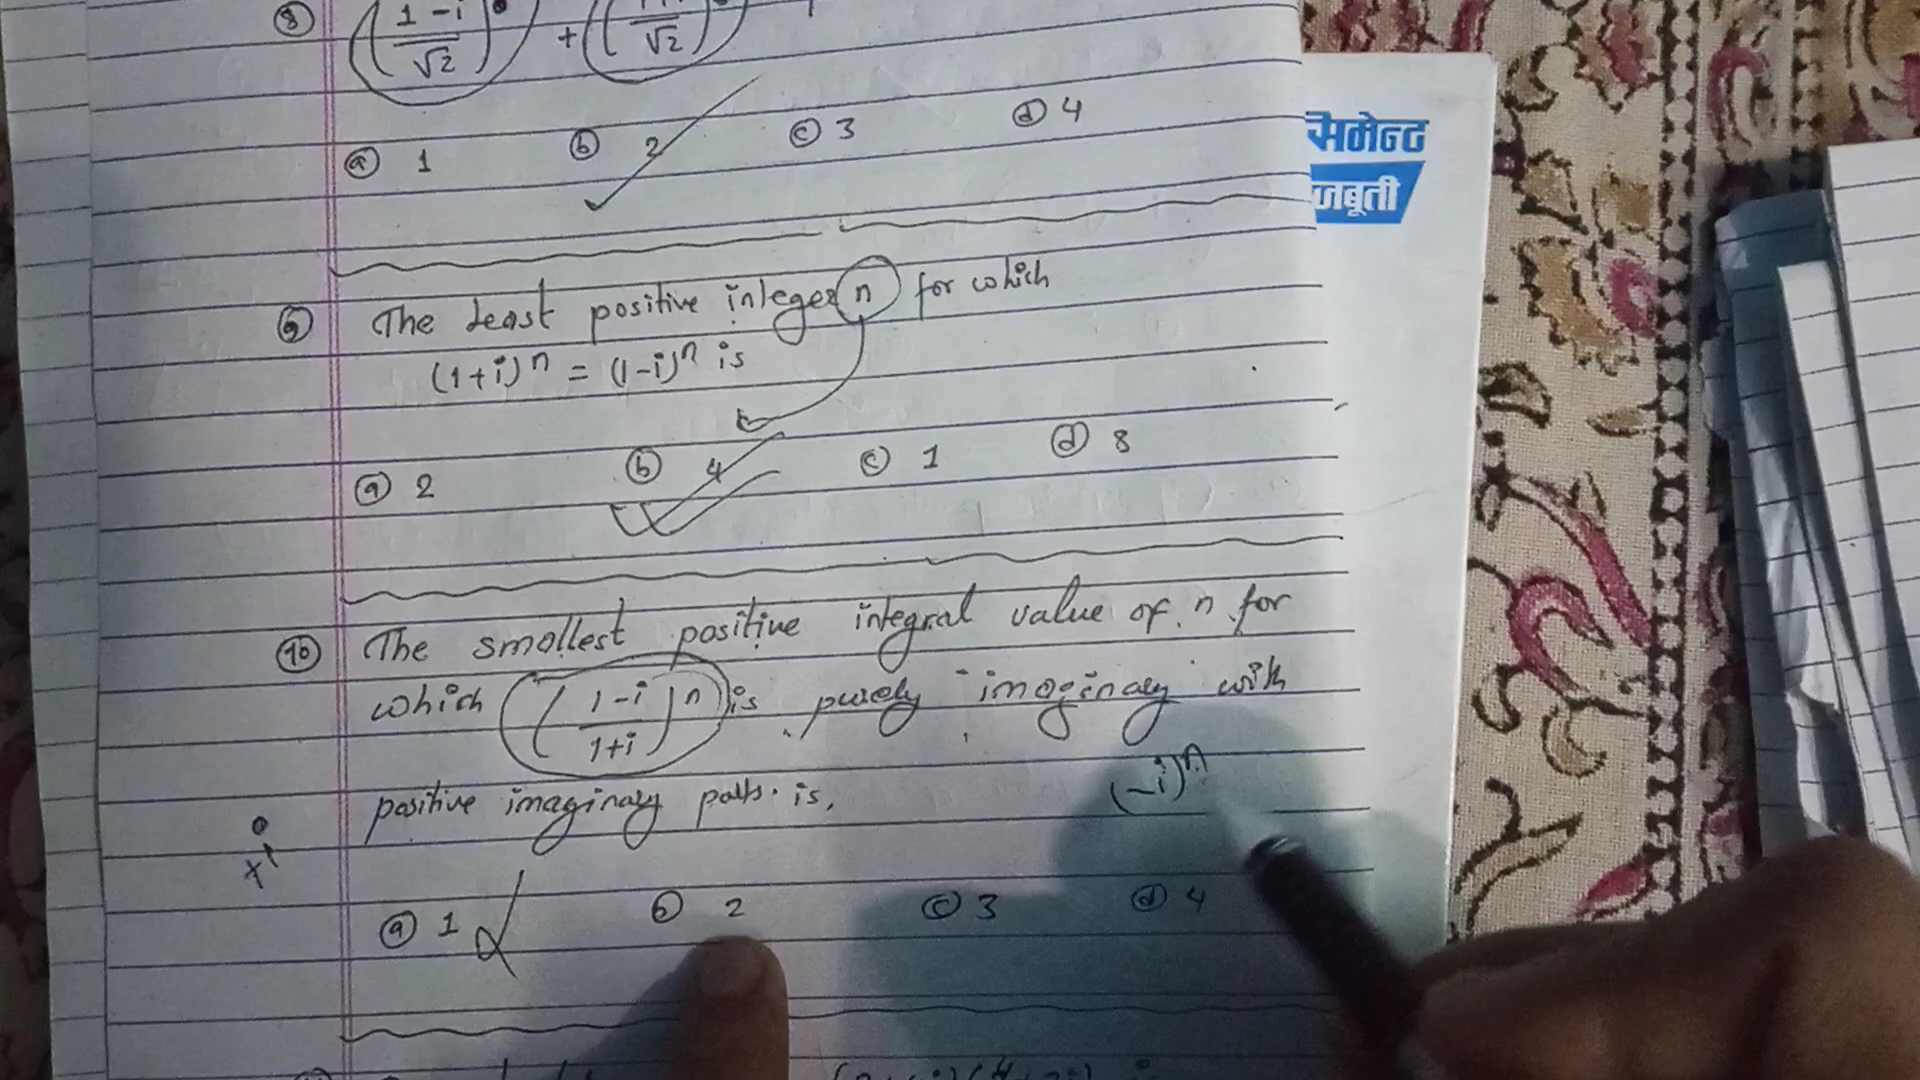 ⑧ (1-i/√2) + (/√2)
ⓐ 1 ⓑ 2 ⓒ 3 ⓓ 4
सिमेन्ट
जबूती
⑨ The least positive integer n for which
(1+i)ⁿ = (1-i)ⁿ is
ⓐ 2 ⓑ 4 ⓒ 1 ⓓ 8
⑩ The smallest positive integral value of n for
which (1-i/1+i)ⁿ is purely imaginary with
positive imaginary parts. is,
(-i)ⁿ
ⓐ 1 ⓑ 2 ⓒ 3 ⓓ 4